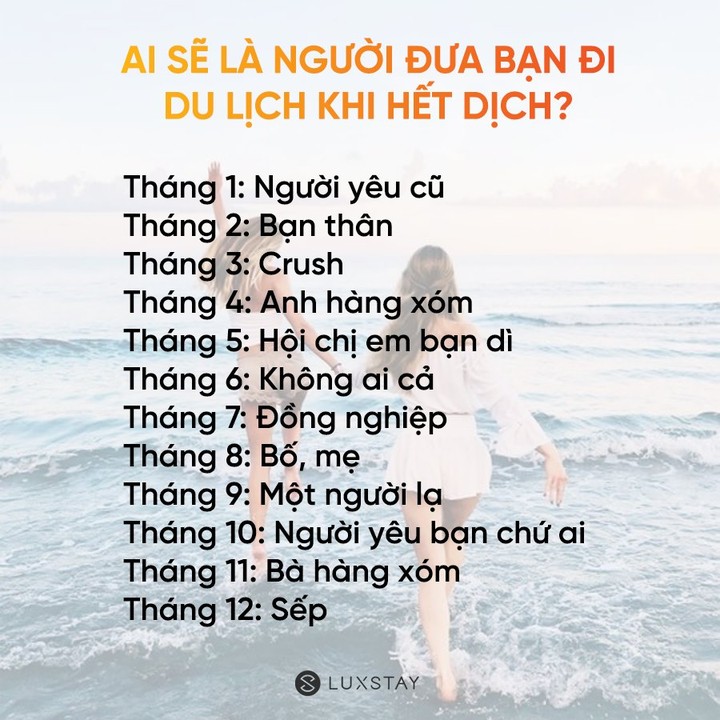 AI SẼ LÀ NGƯỜI ĐƯA BẠN ĐI
DU LỊCH KHI HẾT DỊCH?
Tháng 1: Người yêu cũ
Tháng 2: Bạn thân
Tháng 3: Crush
Tháng 4: Anh hàng xóm
Tháng 5: Hội chị em bạn dì
Tháng 6: Không ai cả
Tháng 7: Đồng nghiệp
Tháng 8: Bố, mẹ
Tháng 9: Một người lạ
Tháng 10: Người yêu bạn chứ ai
Tháng 11: Bà hàng xóm
Tháng 12: Sếp
LUXSTAY